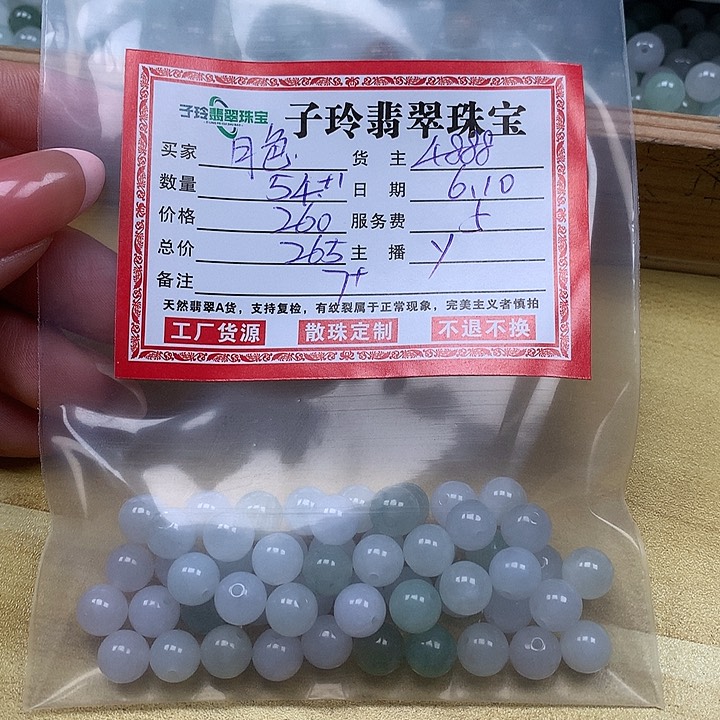 子玲翡翠珠宝 子玲翡翠珠宝
买家 月色. 货主 4888
数量 54+1 日期 6.10
价格 260 服务费 5
总价 265 主播 y
备注 7+
天然翡翠A货，支持复检，有纹裂属于正常现象，完美主义者慎拍
工厂货源 散珠定制 不退不换